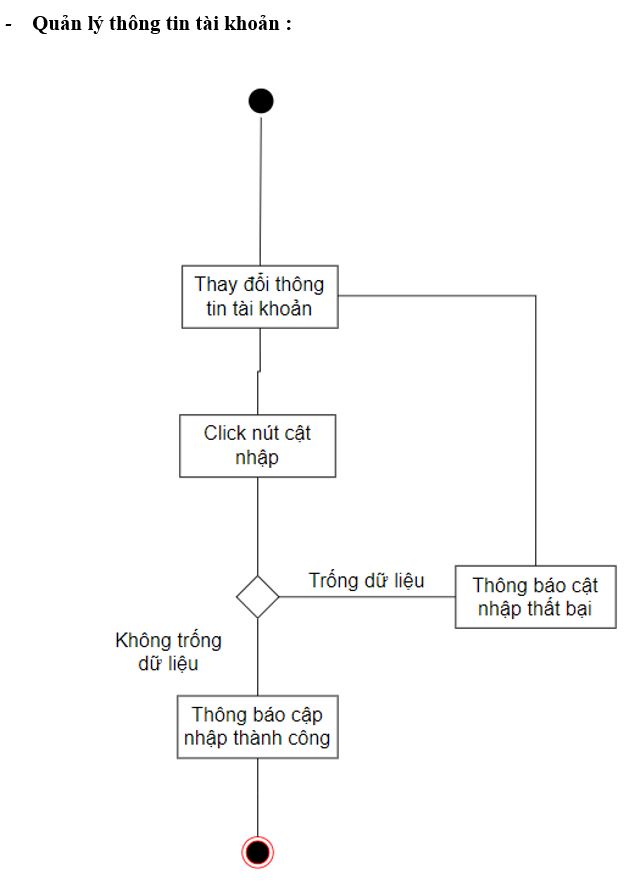 - Quản lý thông tin tài khoản :
Thay đổi thông
tin tài khoản
Click nút cật
nhập
Trống dữ liệu
Thông báo cật
nhập thất bại
Không trống
dữ liệu
Thông báo cập
nhập thành công